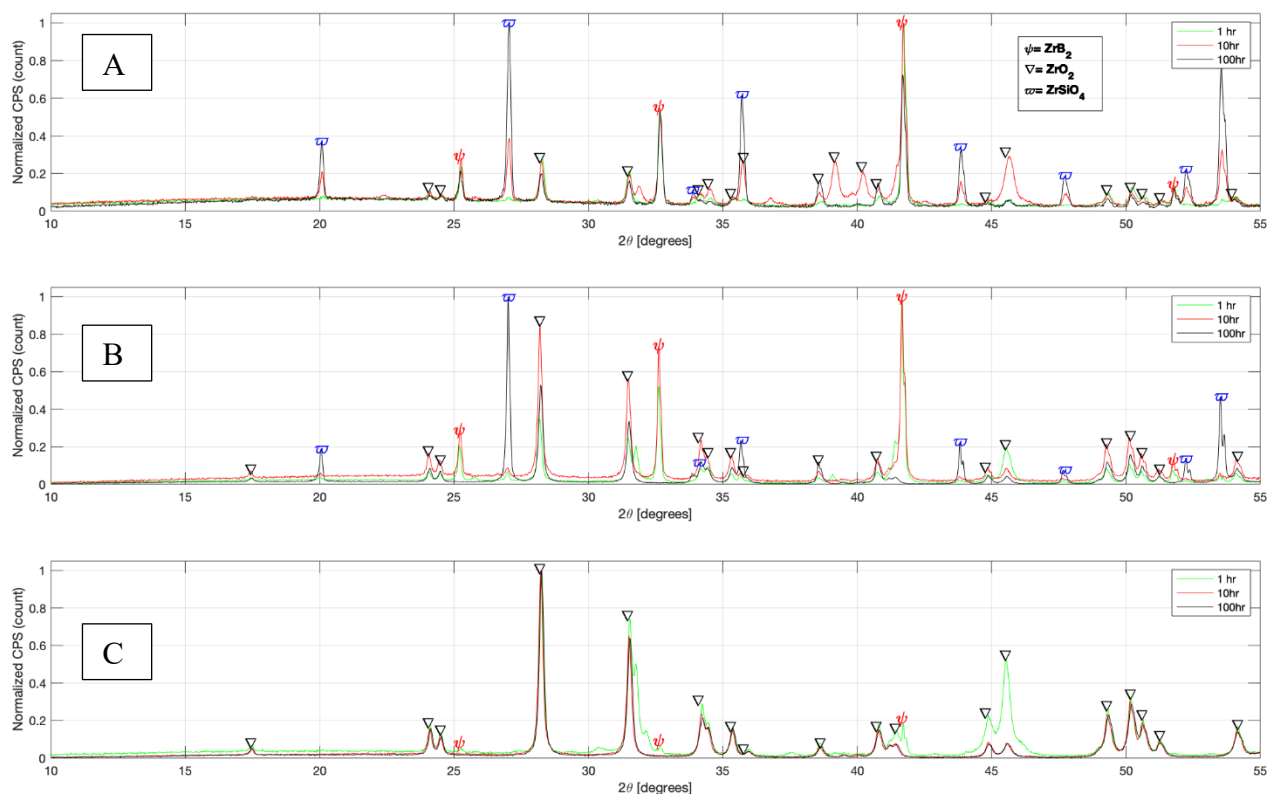 Normalized CPS (count)
1
0.8
0.6
0.4
0.2
0
A
ϖ
ψ
ψ= ZrB2
▽= ZrO2
ϖ= ZrSiO4
1 hr
10hr
100hr
10 15 20 25 30 35 40 45 50 55
2θ [degrees]
Normalized CPS (count)
1
0.8
0.6
0.4
0.2
0
B
ϖ
ψ
1 hr
10hr
100hr
10 15 20 25 30 35 40 45 50 55
2θ [degrees]
Normalized CPS (count)
1
0.8
0.6
0.4
0.2
0
C
ψ
1 hr
10hr
100hr
10 15 20 25 30 35 40 45 50 55
2θ [degrees]